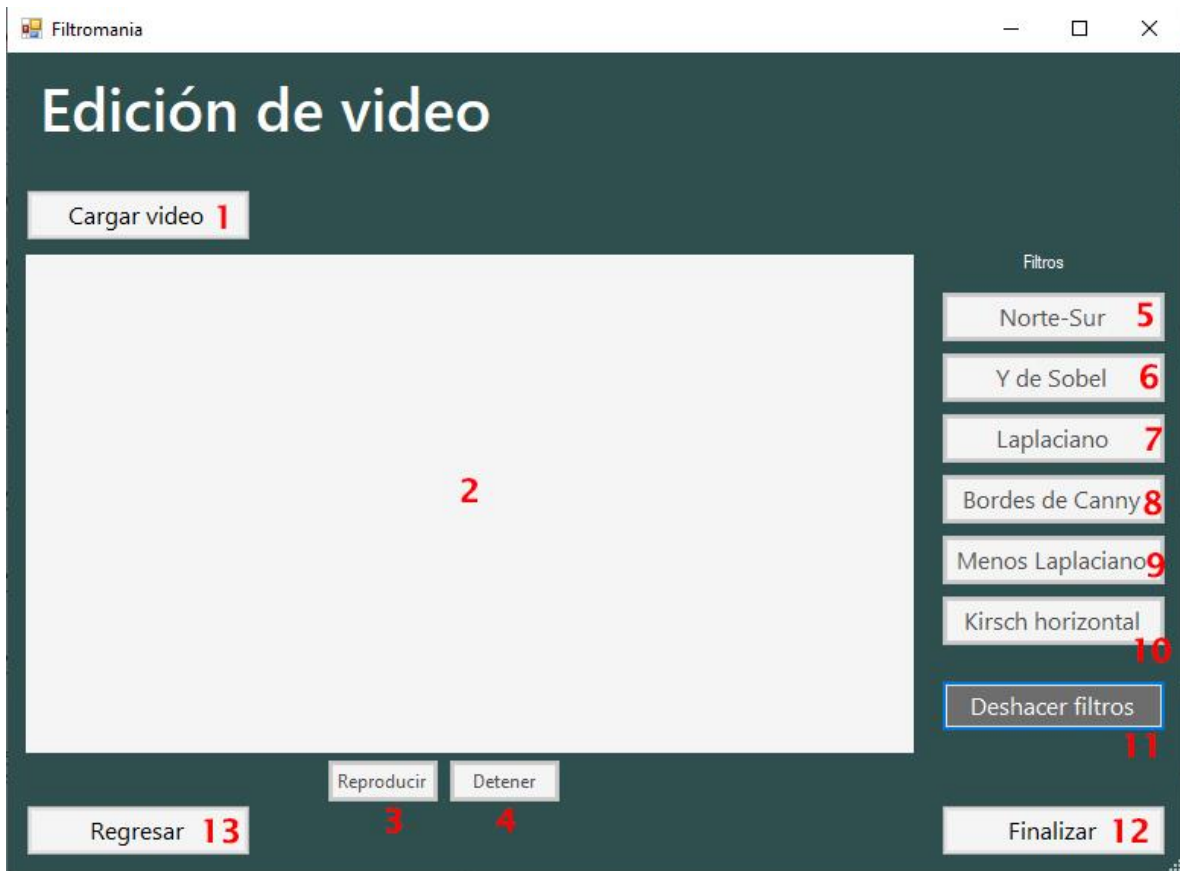 Filtromania
Edición de video
Cargar video 1
Filtros
2
Norte-Sur 5
Y de Sobel 6
Laplaciano 7
Bordes de Canny 8
Menos Laplaciano 9
Kirsch horizontal
10
Deshacer filtros
11
Reproducir Detener
3 4
Regresar 13
Finalizar 12